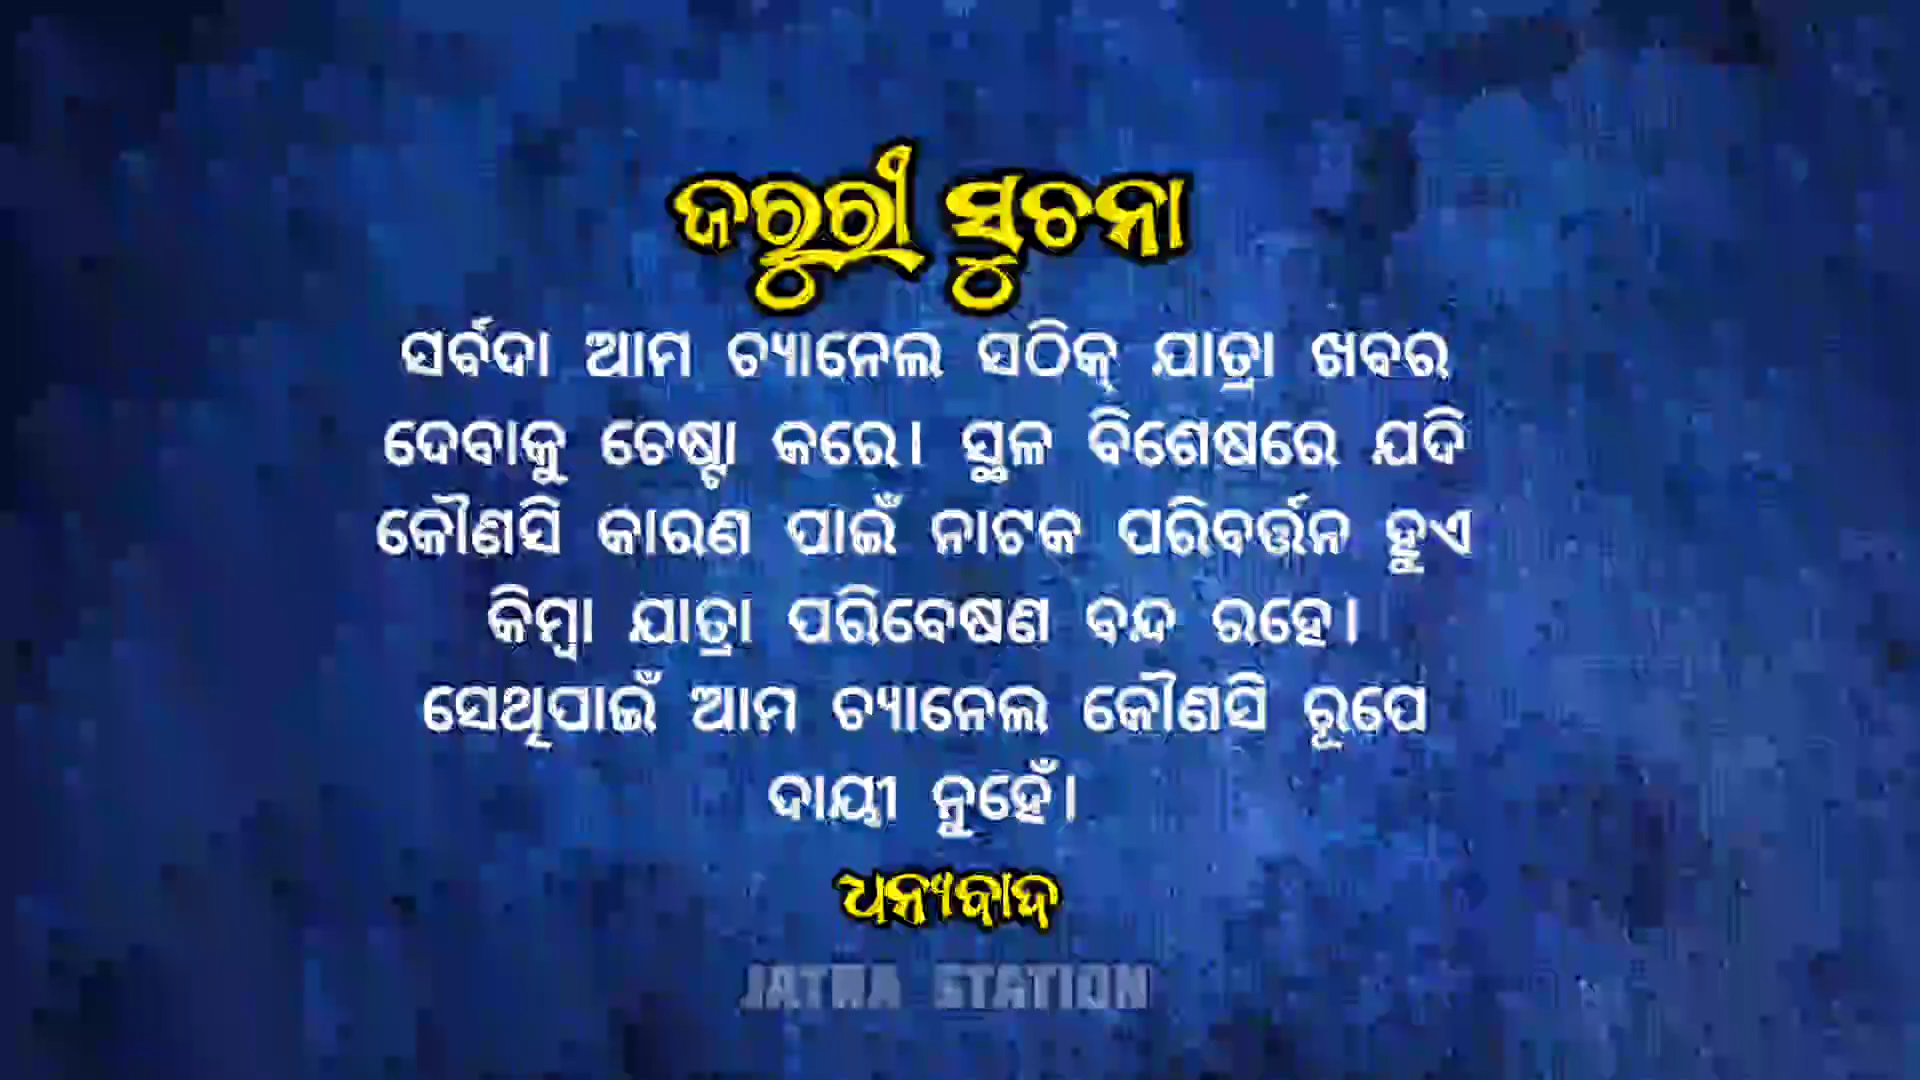 ଜରୁରୀ ସୁଚନା
ସର୍ବଦା ଆମ ଚ୍ୟାନେଲ ସଠିକ୍ ଯାତ୍ରା ଖବର
ଦେବାକୁ ଚେଷ୍ଟା କରେ। ସ୍ଥଳ ବିଶେଷରେ ଯଦି
କୌଣସି କାରଣ ପାଇଁ ନାଟକ ପରିବର୍ତ୍ତନ ହୁଏ
କିମ୍ବା ଯାତ୍ରା ପରିବେଷଣ ବନ୍ଦ ରହେ।
ସେଥିପାଇଁ ଆମ ଚ୍ୟାନେଲ କୌଣସି ରୂପେ
ଦାୟୀ ନୁହେଁ।
ଧନ୍ୟବାଦ
JATRA STATION